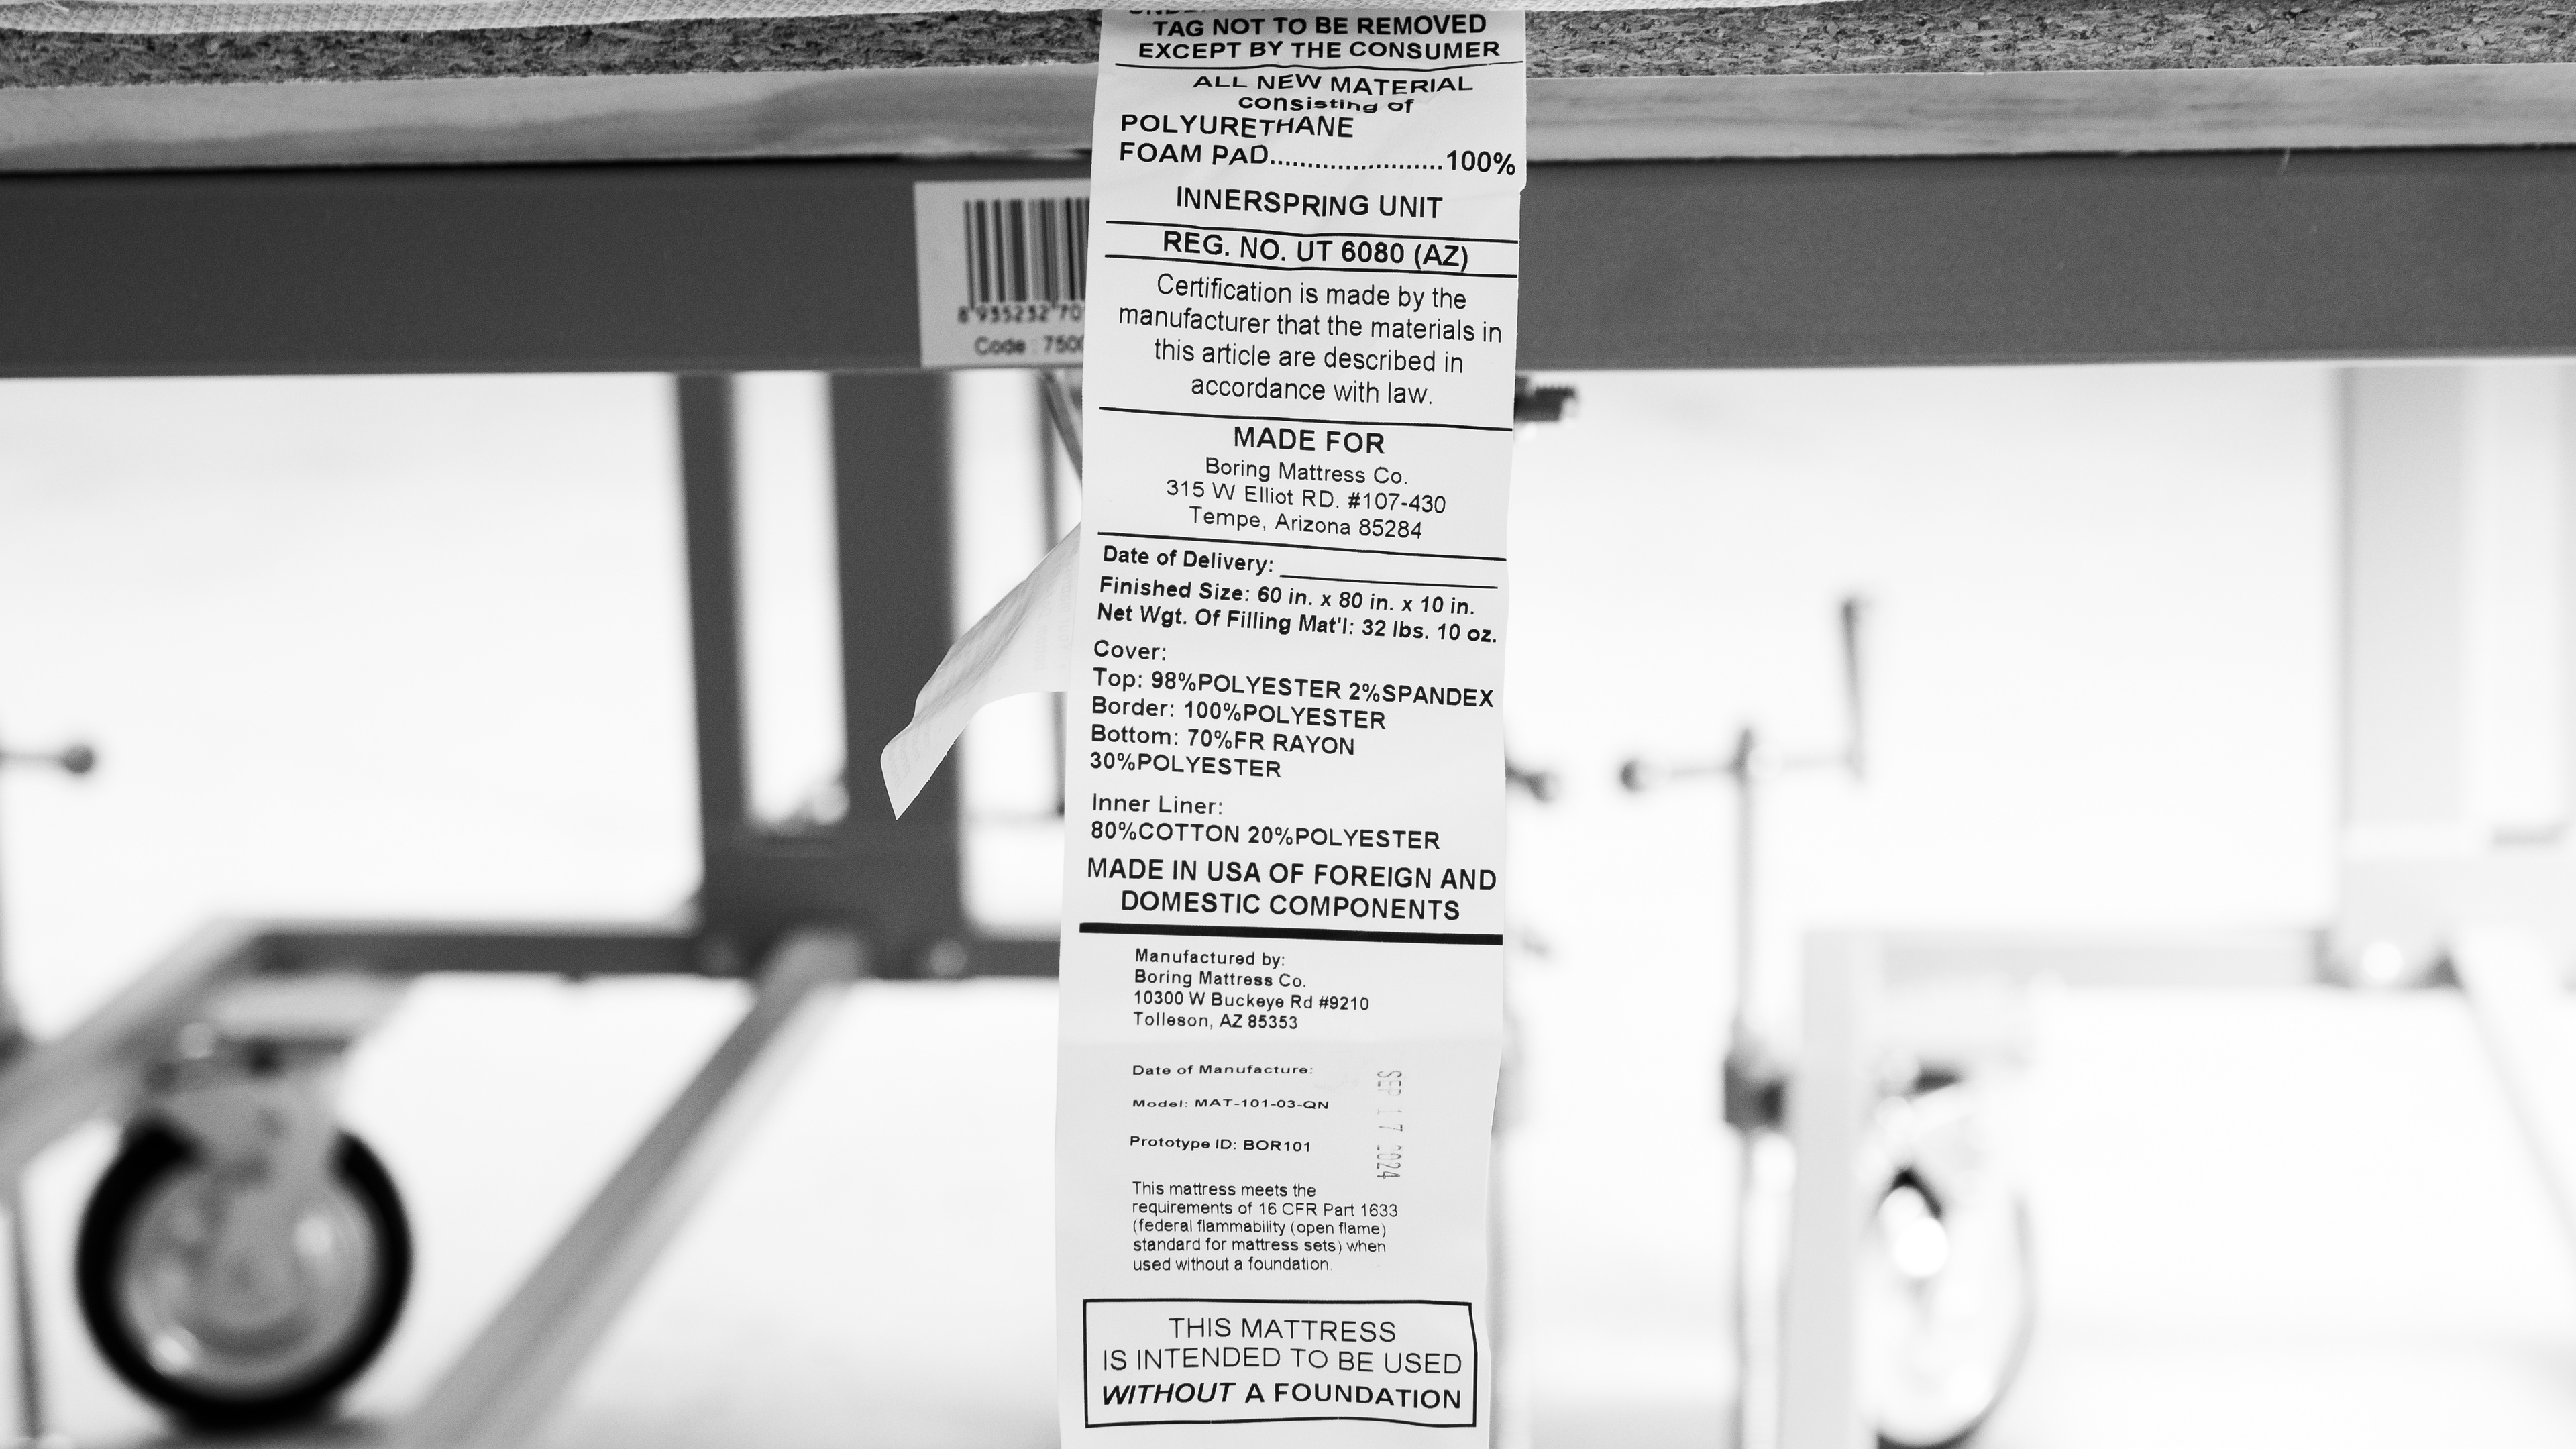 TAG NOT TO BE REMOVED
EXCEPT BY THE CONSUMER
ALL NEW MATERIAL
consisting of
POLYURETHANE
FOAM PAD.......................100%
INNERSPRING UNIT
REG. NO. UT 6080 (AZ)
Certification is made by the
manufacturer that the materials in
this article are described in
accordance with law.
MADE FOR
Boring Mattress Co.
315 W Elliot RD. #107-430
Tempe, Arizona 85284
Date of Delivery:
Finished Size: 60 in. x 80 in. x 10 in.
Net Wgt. Of Filling Mat'l: 32 lbs. 10 oz.
Cover:
Top: 98%POLYESTER 2%SPANDEX
Border: 100%POLYESTER
Bottom: 70%FR RAYON
30%POLYESTER
Inner Liner:
80%COTTON 20%POLYESTER
MADE IN USA OF FOREIGN AND
DOMESTIC COMPONENTS
Manufactured by:
Boring Mattress Co.
10300 W Buckeye Rd #9210
Tolleson, AZ 85353
Date of Manufacture:
SEP 17 2024
Model: MAT-101-03-QN
Prototype ID: BOR101
This mattress meets the
requirements of 16 CFR Part 1633
(federal flammability (open flame)
standard for mattress sets) when
used without a foundation.
THIS MATTRESS
IS INTENDED TO BE USED
WITHOUT A FOUNDATION
8 935232 70
Code : 750